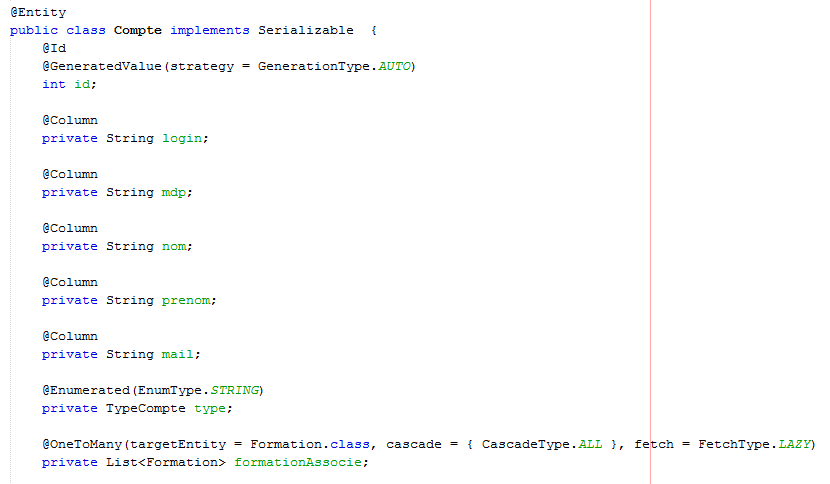 @Entity
public class Compte implements Serializable  {
    @Id
    @GeneratedValue(strategy = GenerationType.AUTO)
    int id;

    @Column
    private String login;

    @Column
    private String mdp;

    @Column
    private String nom;

    @Column
    private String prenom;

    @Column
    private String mail;

    @Enumerated(EnumType.STRING)
    private TypeCompte type;

    @OneToMany(targetEntity = Formation.class, cascade = { CascadeType.ALL }, fetch = FetchType.LAZY)
    private List<Formation> formationAssocie;